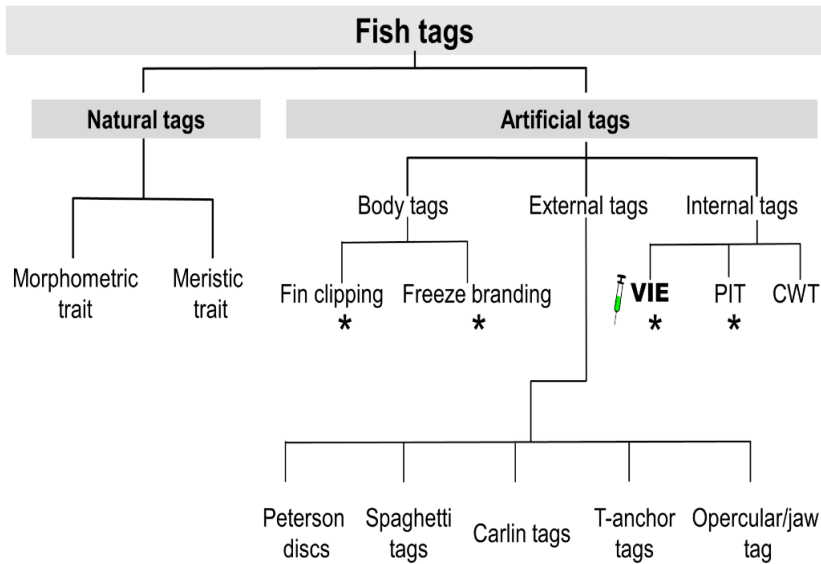 Fish tags
Natural tags
Artificial tags
Body tags
External tags
Internal tags
Morphometric
trait
Meristic
trait
Fin clipping
*
Freeze branding
*
VIE
*
PIT
*
CWT
Peterson
discs
Spaghetti
tags
Carlin tags
T-anchor
tags
Opercular/jaw
tag